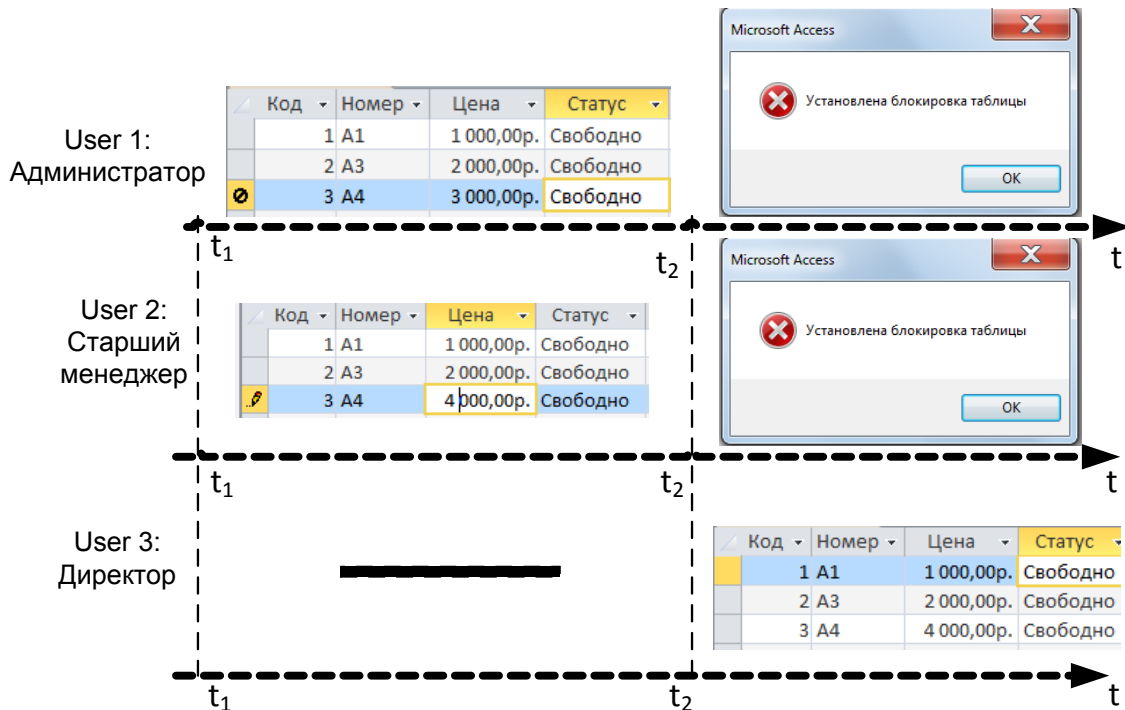 Microsoft Access
Установлена блокировка таблицы
OK
User 1:
Администратор
Код Номер Цена Статус
1 A1 1 000,00р. Свободно
2 A3 2 000,00р. Свободно
3 A4 3 000,00р. Свободно
t1
t2
t
Microsoft Access
Установлена блокировка таблицы
OK
User 2:
Старший
менеджер
Код Номер Цена Статус
1 A1 1 000,00р. Свободно
2 A3 2 000,00р. Свободно
3 A4 4 000,00р. Свободно
t1
t2
t
User 3:
Директор
Код Номер Цена Статус
1 A1 1 000,00р. Свободно
2 A3 2 000,00р. Свободно
3 A4 4 000,00р. Свободно
t1
t2
t